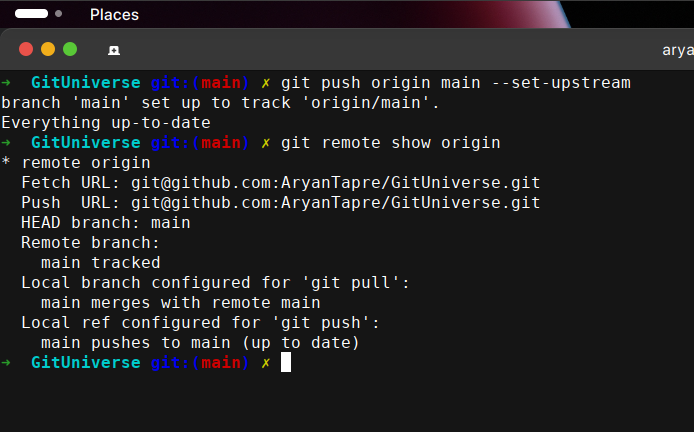 Places
arya
➜  GitUniverse git:(main) ✗ git push origin main --set-upstream
branch 'main' set up to track 'origin/main'.
Everything up-to-date
➜  GitUniverse git:(main) ✗ git remote show origin
* remote origin
  Fetch URL: git@github.com:AryanTapre/GitUniverse.git
  Push  URL: git@github.com:AryanTapre/GitUniverse.git
  HEAD branch: main
  Remote branch:
    main tracked
  Local branch configured for 'git pull':
    main merges with remote main
  Local ref configured for 'git push':
    main pushes to main (up to date)
➜  GitUniverse git:(main) ✗